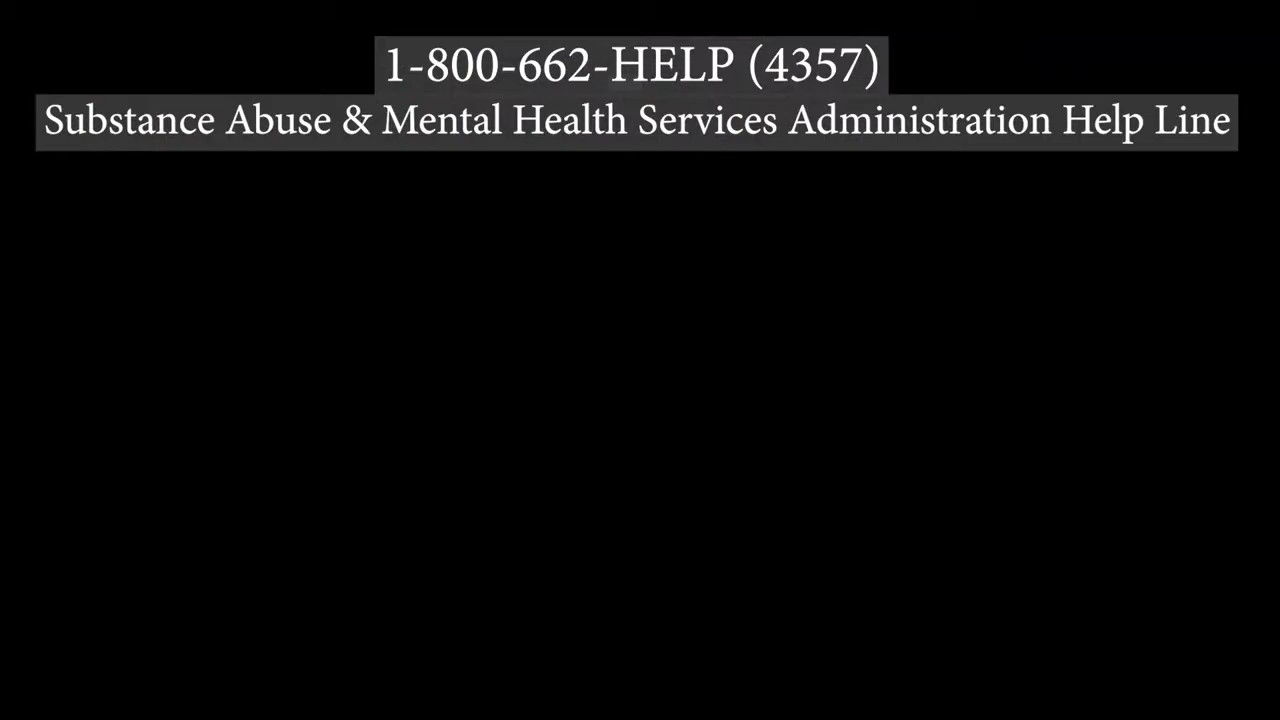 1-800-662-HELP (4357)
Substance Abuse & Mental Health Services Administration Help Line